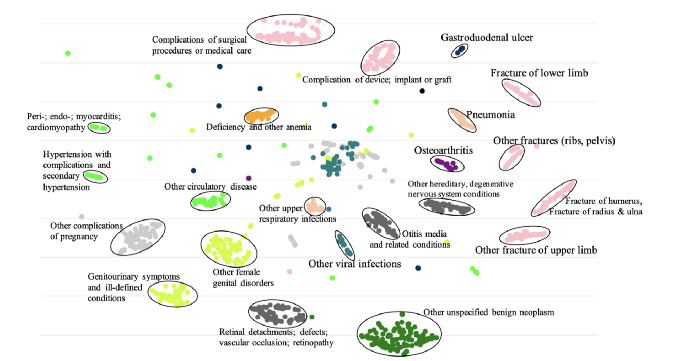 Complications of surgical
procedures or medical care
Gastroduodenal ulcer
Complication of device; implant or graft
Fracture of lower limb
Peri-; endo-; myocarditis;
cardiomyopathy
Deficiency and other anemia
Pneumonia
Other fractures (ribs, pelvis)
Hypertension with
complications and
secondary
hypertension
Osteoarthritis
Other circulatory disease
Other hereditary, degenerative
nervous system conditions
Other upper
respiratory infections
Fracture of humerus,
Fracture of radius & ulna
Other complications
of pregnancy
Otitis media
and related conditions
Other fracture of upper limb
Other viral infections
Genitourinary symptoms
and ill-defined
conditions
Other female
genital disorders
Other unspecified benign neoplasm
Retinal detachments; defects;
vascular occlusion; retinopathy